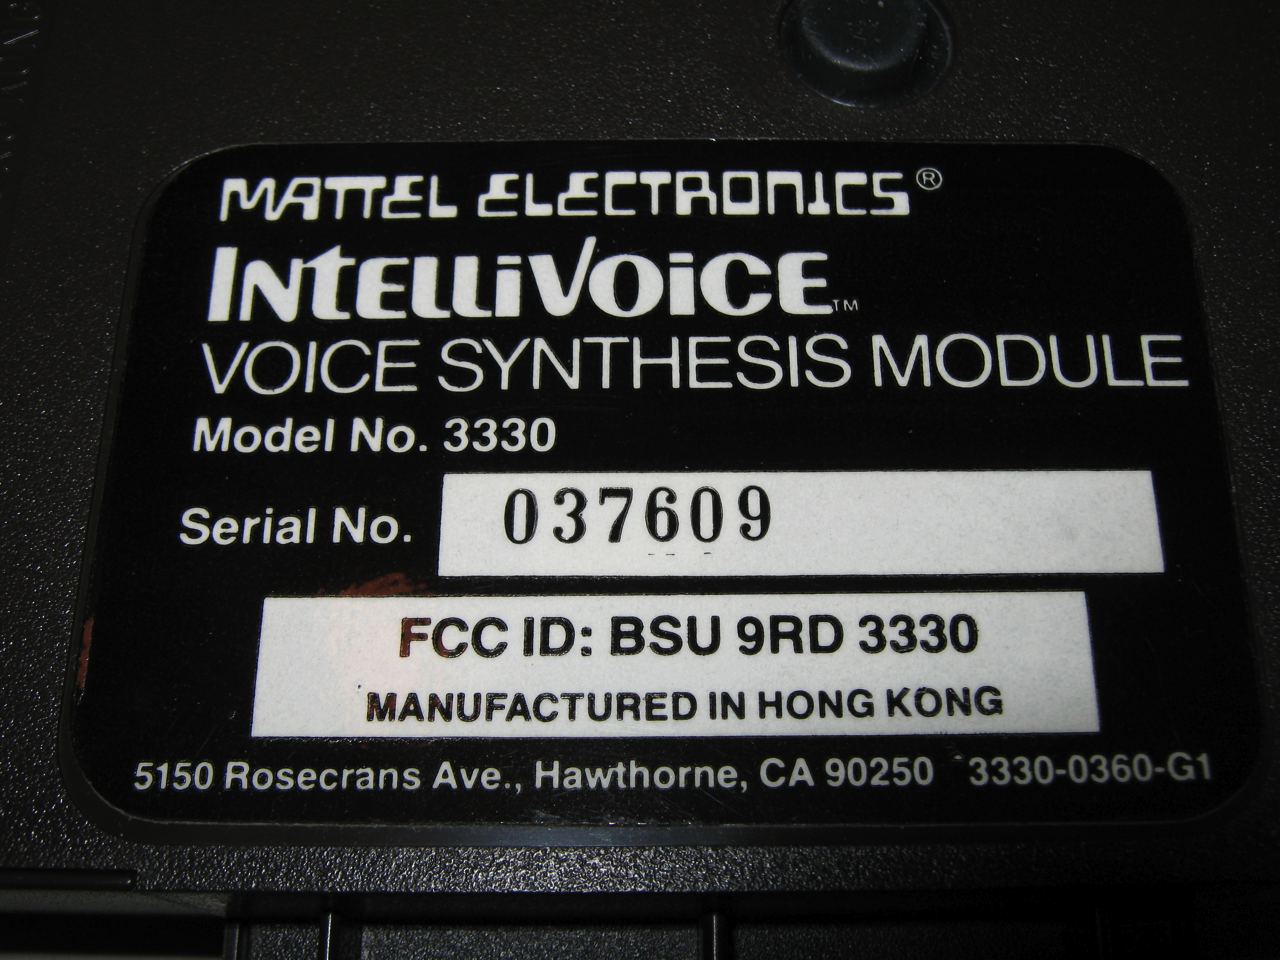 MATTEL ELECTRONICS®
INTELLIVOICE™
VOICE SYNTHESIS MODULE
Model No. 3330
Serial No. 037609
FCC ID: BSU 9RD 3330
MANUFACTURED IN HONG KONG
5150 Rosecrans Ave., Hawthorne, CA 90250 3330-0360-G1